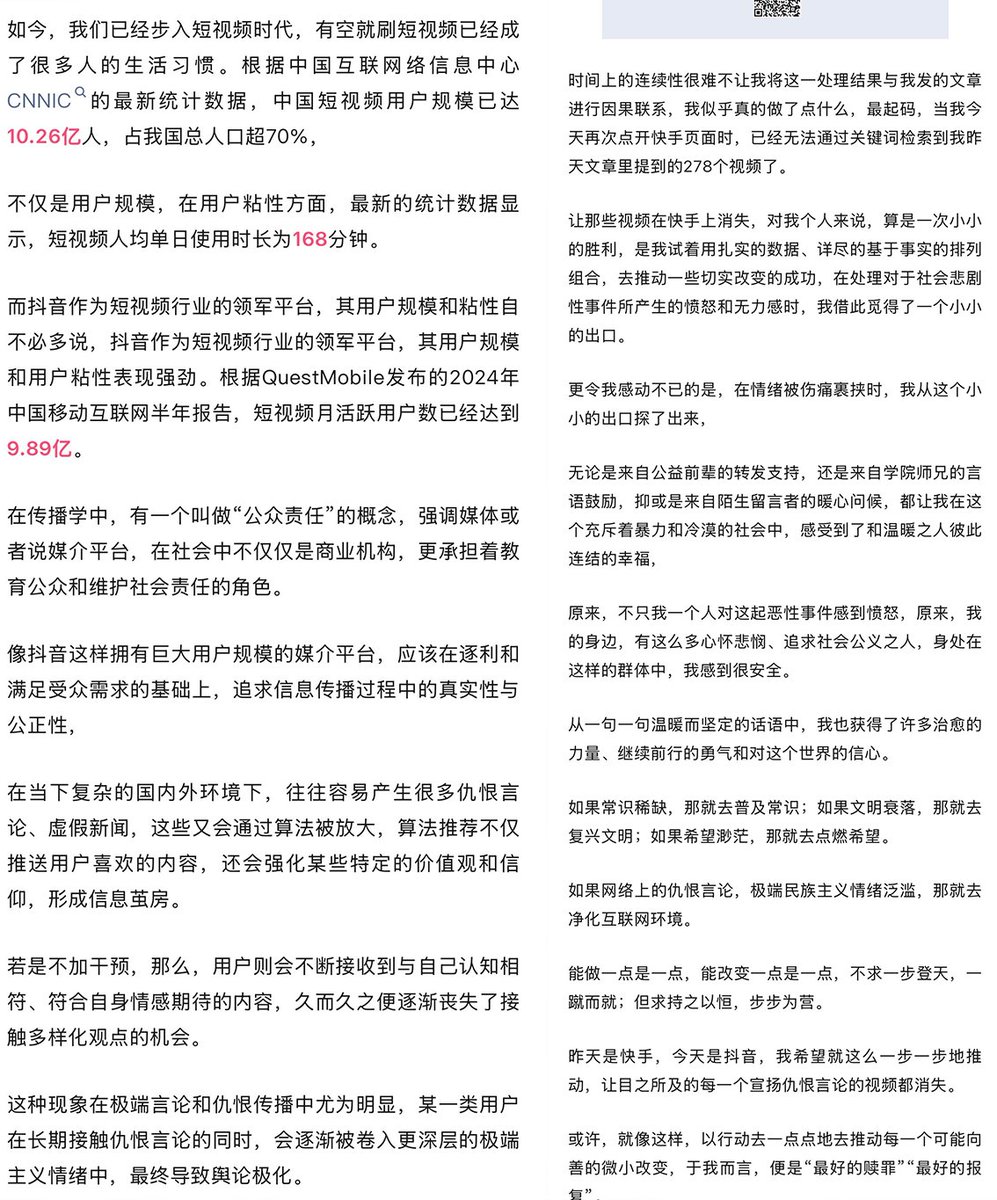 如今，我们已经步入短视频时代，有空就刷短视频已经成
了很多人的生活习惯。根据中国互联网络信息中心
CNNIC的最新统计数据，中国短视频用户规模已达
10.26亿人，占我国总人口超70%，
不仅是用户规模，在用户粘性方面，最新的统计数据显
示，短视频人均单日使用时长为168分钟。
而抖音作为短视频行业的领军平台，其用户规模和粘性自
不必多说，抖音作为短视频行业的领军平台，其用户规模
和用户粘性表现强劲。根据QuestMobile发布的2024年
中国移动互联网半年报告，短视频月活跃用户数已经达到
9.89亿。
在传播学中，有一个叫做“公众责任”的概念，强调媒体或
者说媒介平台，在社会中不仅仅是商业机构，更承担着教
育公众和维护社会责任的角色。
像抖音这样拥有巨大用户规模的媒介平台，应该在逐利和
满足受众需求的基础上，追求信息传播过程中的真实性与
公正性，
在当下复杂的国内外环境下，往往容易产生很多仇恨言
论、虚假新闻，这些又会通过算法被放大，算法推荐不仅
推送用户喜欢的内容，还会强化某些特定的价值观和信
仰，形成信息茧房。
若是不加干预，那么，用户则会不断接收到与自己认知相
符、符合自身情感期待的内容，久而久之便逐渐丧失了接
触多样化观点的机会。
这种现象在极端言论和仇恨传播中尤为明显，某一类用户
在长期接触仇恨言论的同时，会逐渐被卷入更深层的极端
主义情绪中，最终导致舆论极化。
时间上的连续性很难不让我将这一处理结果与我发的文章
进行因果联系，我似乎真的做了点什么，最起码，当我今
天再次点开快手页面时，已经无法通过关键词检索到我昨
天文章里提到的278个视频了。
让那些视频在快手上消失，对我个人来说，算是一次小小
的胜利，是我试着用扎实的数据、详尽的基于事实的排列
组合，去推动一些切实改变的成功，在处理对于社会悲剧
性事件所产生的愤怒和无力感时，我借此觅得了一个小小
的出口。
更令我感动不已的是，在情绪被伤痛裹挟时，我从这个小
小的出口探了出来，
无论是来自公益前辈的转发支持，还是来自学院师兄的言
语鼓励，抑或是来自陌生留言者的暖心问候，都让我在这
个充斥着暴力和冷漠的社会中，感受到了和温暖之人彼此
连结的幸福，
原来，不只我一个人对这起恶性事件感到愤怒，原来，我
的身边，有这么多心怀悲悯、追求社会公义之人，身处在
这样的群体中，我感到很安全。
从一句一句温暖而坚定的话语中，我也获得了许多治愈的
力量、继续前行的勇气和对这个世界的信心。
如果常识稀缺，那就去普及常识；如果文明衰落，那就去
复兴文明；如果希望渺茫，那就去点燃希望。
如果网络上的仇恨言论，极端民族主义情绪泛滥，那就去
净化互联网环境。
能做一点是一点，能改变一点是一点，不求一步登天，一
蹴而就；但求持之以恒，步步为营。
昨天是快手，今天是抖音，我希望就这么一步一步地推
动，让目之所及的每一个宣扬仇恨言论的视频都消失。
或许，就像这样，以行动去一点点地去推动每一个可能向
善的微小改变，于我而言，便是“最好的赎罪”“最好的报
复”。